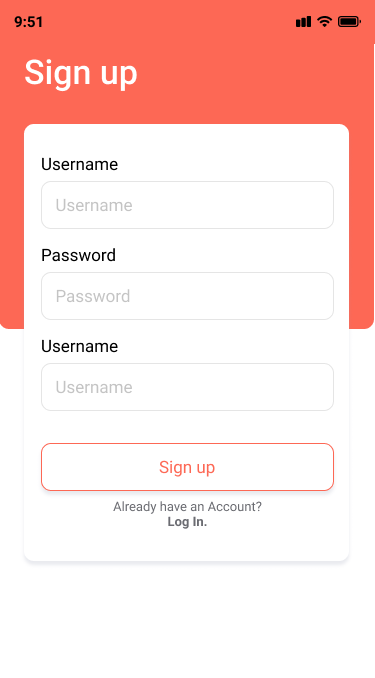 9:51
Sign up
Username
Username
Password
Password
Username
Username
Sign up
Already have an Account?
Log In.